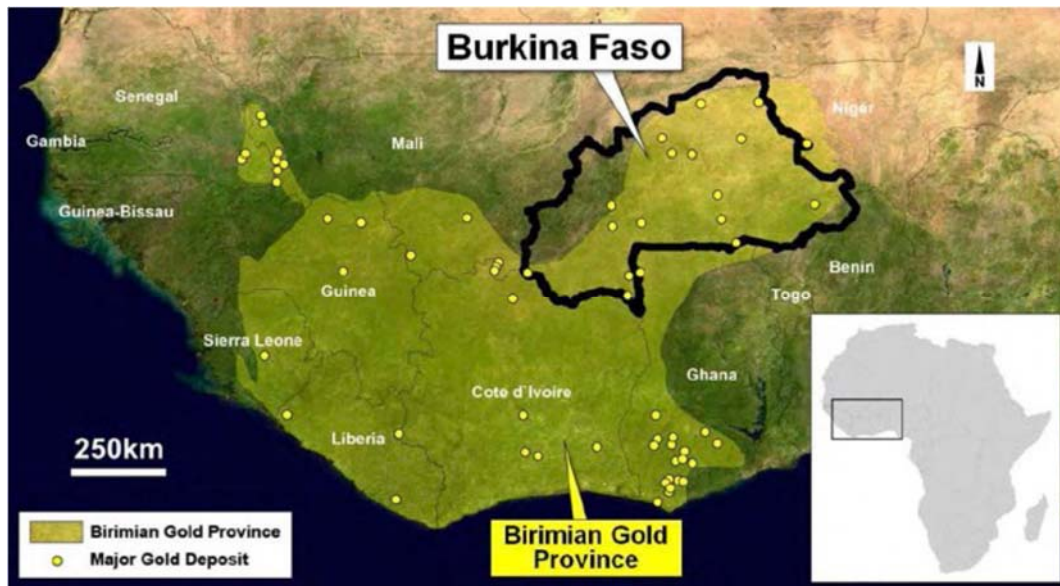 Burkina Faso
N
Senegal
Niger
Gambia
Mali
Guinea-Bissau
Benin
Guinea
Togo
Sierra Leone
Ghana
Cote d`Ivoire
250km
Liberia
Birimian Gold Province
Major Gold Deposit
Birimian Gold
Province